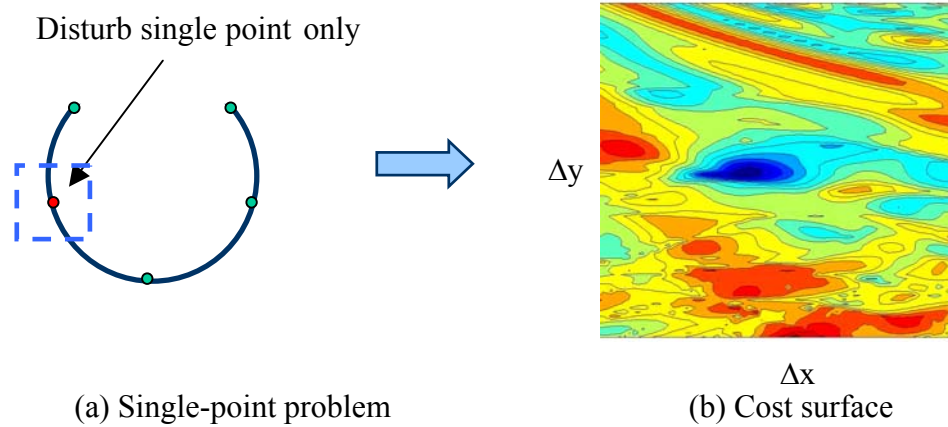 Disturb single point only
Δy
Δx
(a) Single-point problem
(b) Cost surface